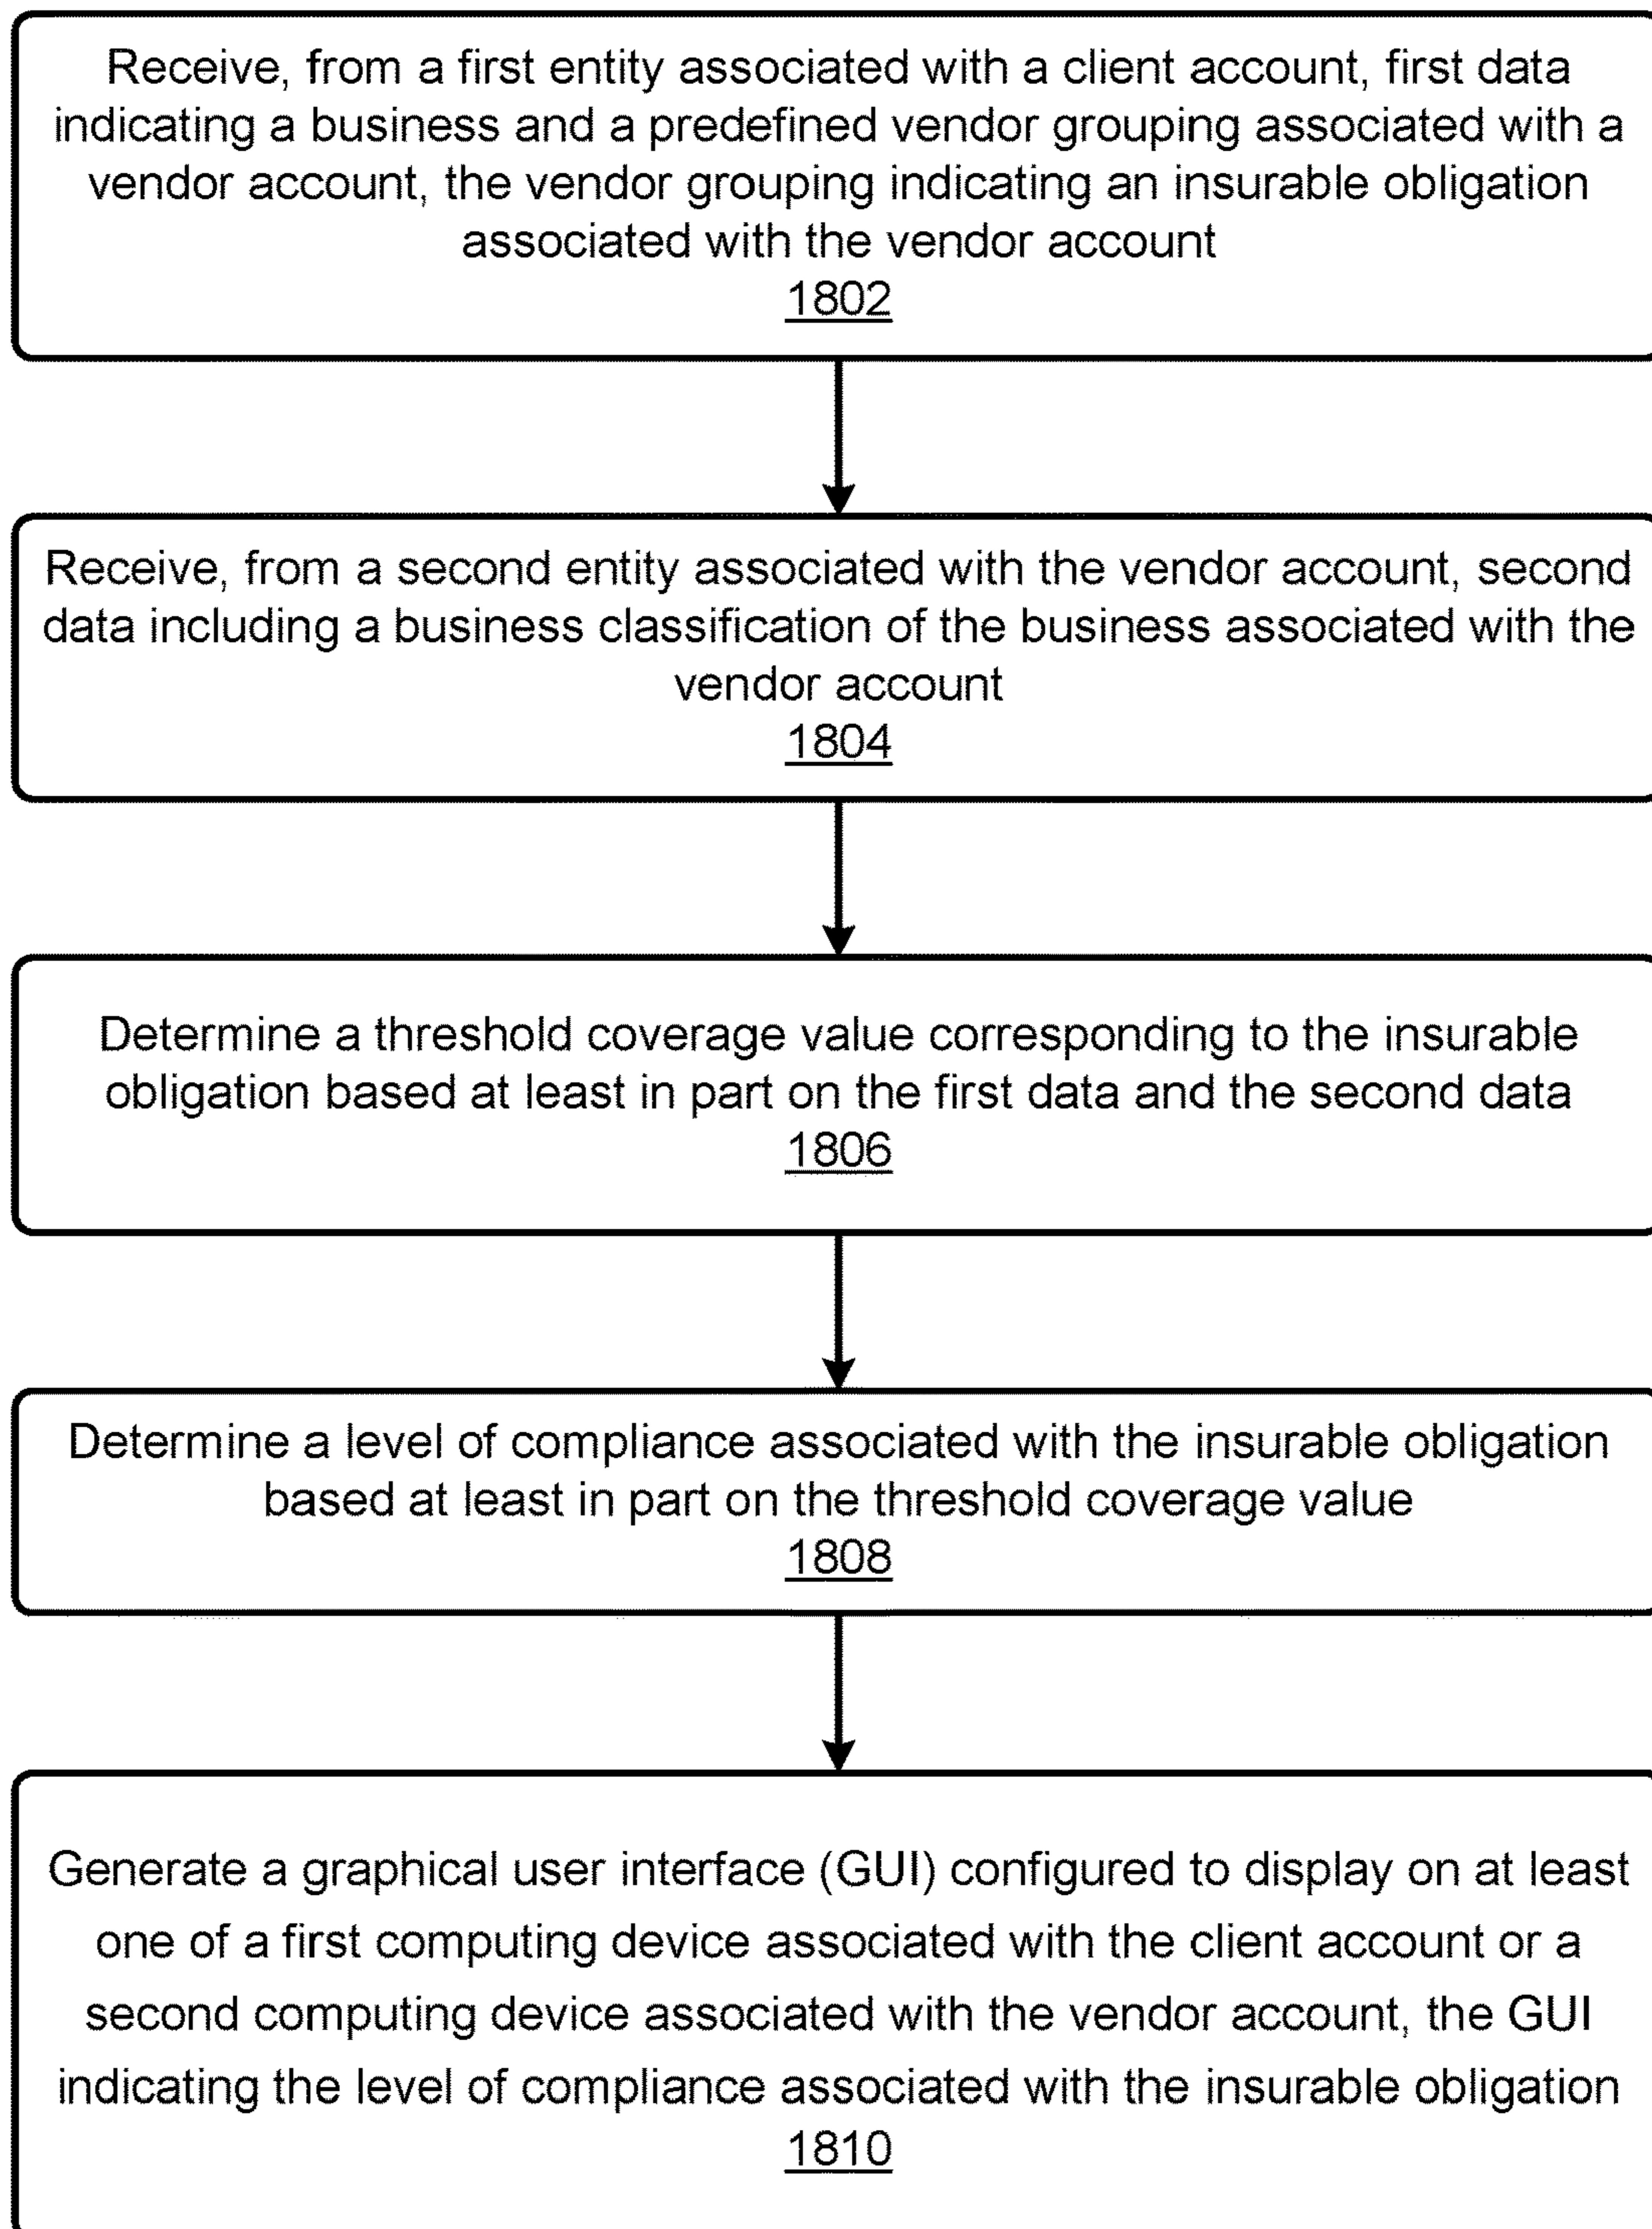 Receive, from a first entity associated with a client account, first data
indicating a business and a predefined vendor grouping associated with a
vendor account, the vendor grouping indicating an insurable obligation
associated with the vendor account
1802
Receive, from a second entity associated with the vendor account, second
data including a business classification of the business associated with the
vendor account
1804
Determine a threshold coverage value corresponding to the insurable
obligation based at least in part on the first data and the second data
1806
Determine a level of compliance associated with the insurable obligation
based at least in part on the threshold coverage value
1808
Generate a graphical user interface (GUI) configured to display on at least
one of a first computing device associated with the client account or a
second computing device associated with the vendor account, the GUI
indicating the level of compliance associated with the insurable obligation
1810